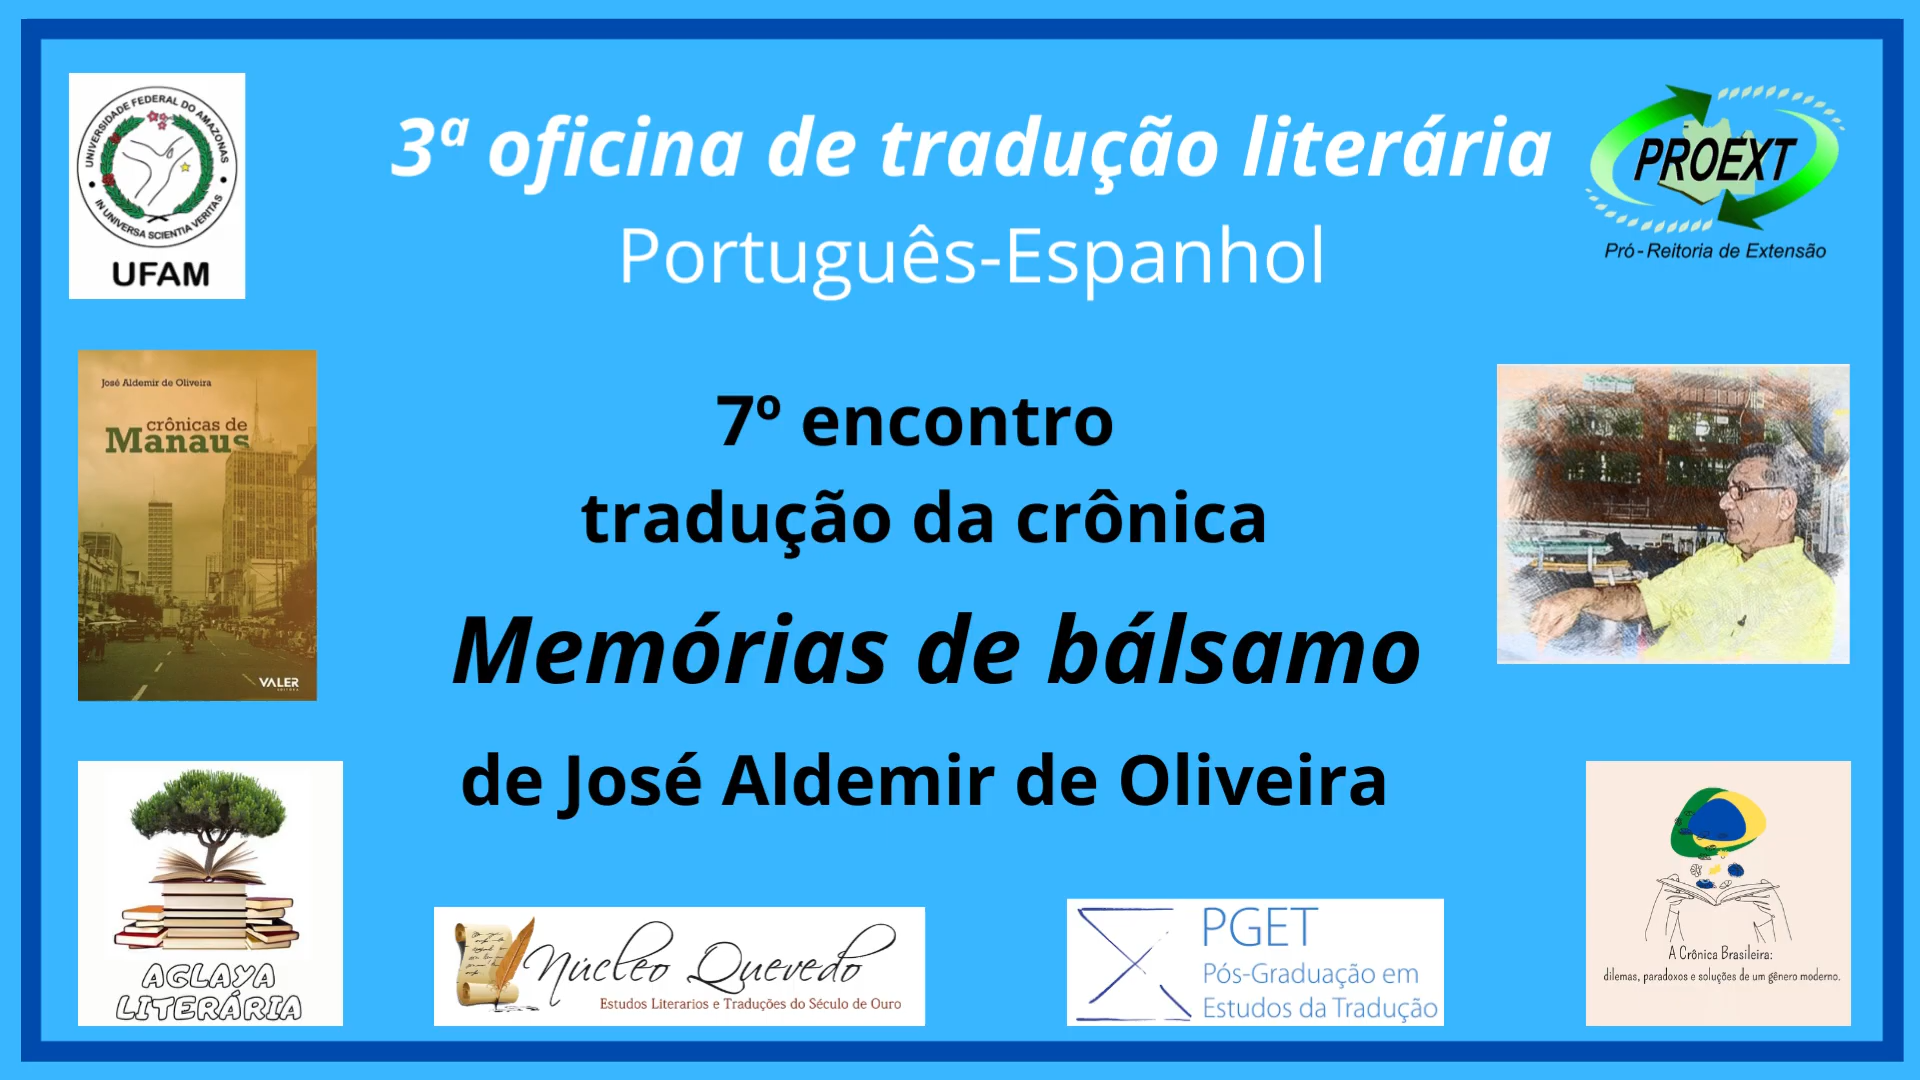 UNIVERSIDADE FEDERAL DO AMAZONAS
IN UNIVERSA SCIENTIA VERITAS
UFAM
3ª oficina de tradução literária
Português-Espanhol
PROEXT
Pró-Reitoria de Extensão
José Aldemir de Oliveira
crônicas de
Manaus
VALER
EDITORA
7º encontro
tradução da crônica
Memórias de bálsamo
de José Aldemir de Oliveira
AGLAYA
LITERÁRIA
Núcleo Quevedo
Estudos Literarios e Traduções do Século de Ouro
PGET
Pós-Graduação em
Estudos da Tradução
A Crônica Brasileira:
dilemas, paradoxos e soluções de um gênero moderno.